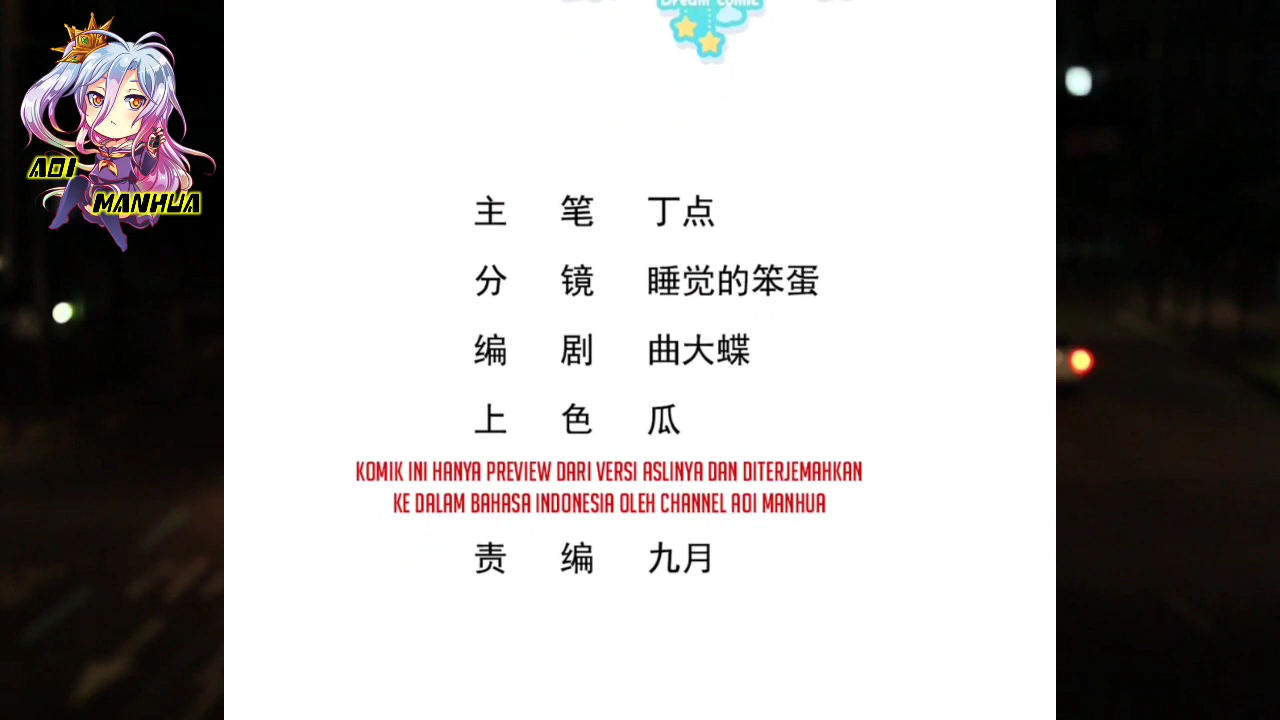 Dream Comic
AOI
MANHUA
主 笔 丁点
分 镜 睡觉的笨蛋
编 剧 曲大蝶
上 色 瓜
KOMIK INI HANYA PREVIEW DARI VERSI ASLINYA DAN DITERJEMAHKAN
KE DALAM BAHASA INDONESIA OLEH CHANNEL AOI MANHUA
责 编 九月